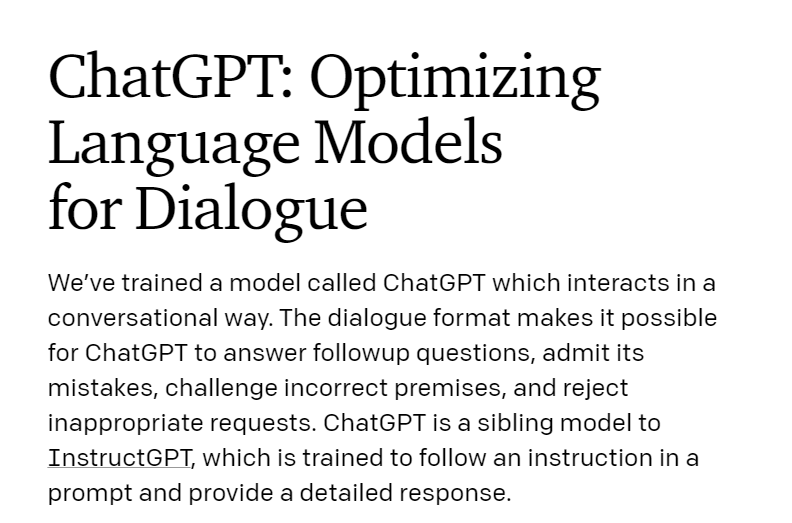 ChatGPT: Optimizing
Language Models
for Dialogue
We’ve trained a model called ChatGPT which interacts in a
conversational way. The dialogue format makes it possible
for ChatGPT to answer followup questions, admit its
mistakes, challenge incorrect premises, and reject
inappropriate requests. ChatGPT is a sibling model to
InstructGPT, which is trained to follow an instruction in a
prompt and provide a detailed response.